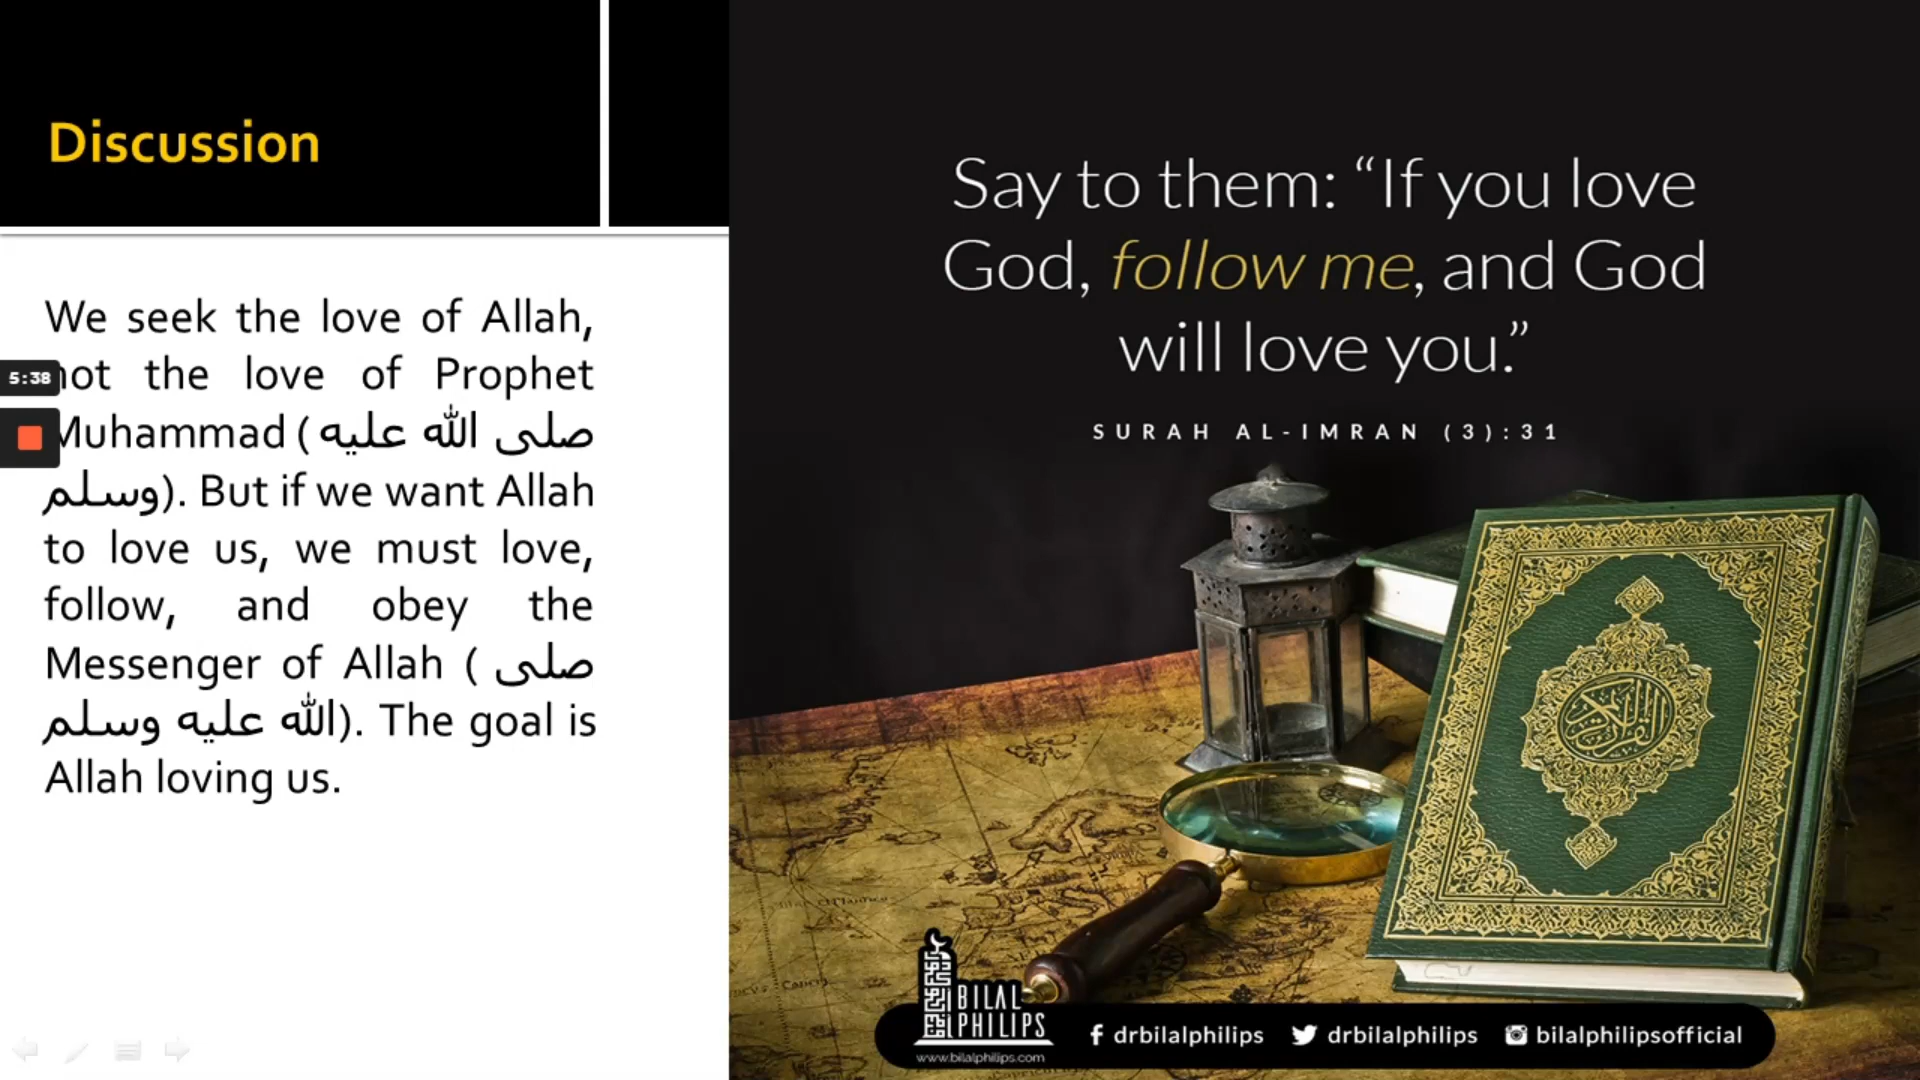 Discussion
We seek the love of Allah,
not the love of Prophet
Muhammad (صلى الله عليه
وسلم). But if we want Allah
to love us, we must love,
follow, and obey the
Messenger of Allah ( صلى
الله عليه وسلم). The goal is
Allah loving us.
5:38
Say to them: “If you love
God, follow me, and God
will love you.”
SURAH AL-IMRAN (3):31
القرآن الكريم
BILAL
PHILIPS
www.bilalphilips.com
drbilalphilips
drbilalphilips
bilalphilipsofficial